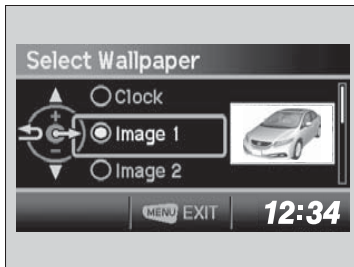 Select Wallpaper
Clock
Image 1
Image 2
MENU EXIT
12:34